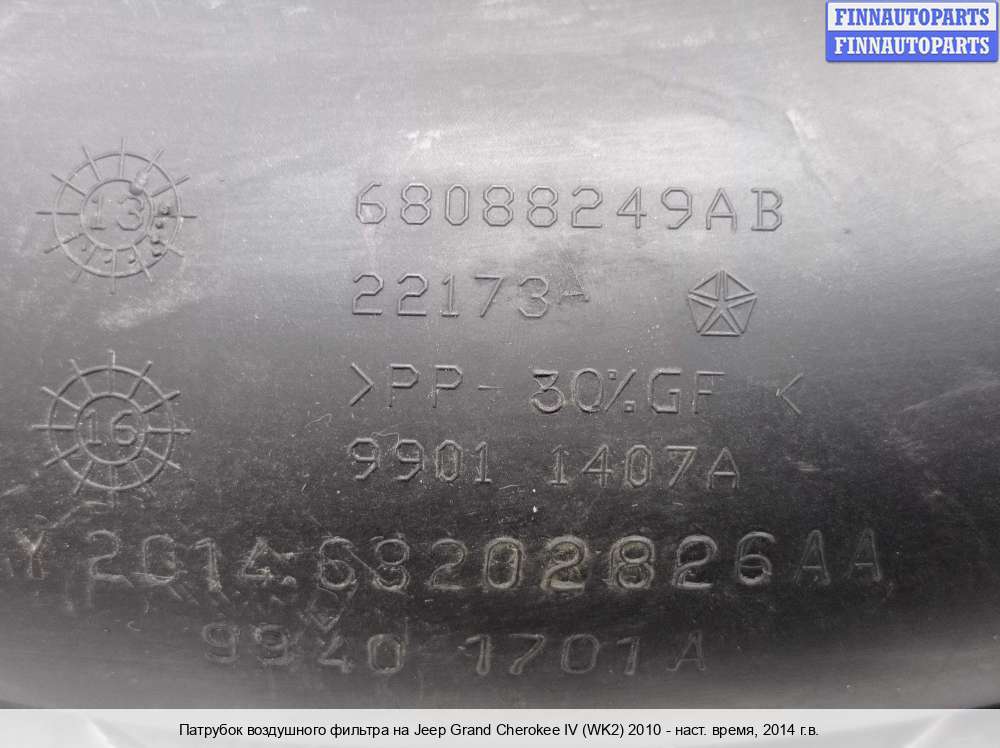 FINNAUTOPARTS
FINNAUTOPARTS
13
68088249AB
22173A
>PP- 30%GF <
16
9901 1407A
Y 2014.68202826AA
9940 1701A
Патрубок воздушного фильтра на Jeep Grand Cherokee IV (WK2) 2010 - наст. время, 2014 г.в.